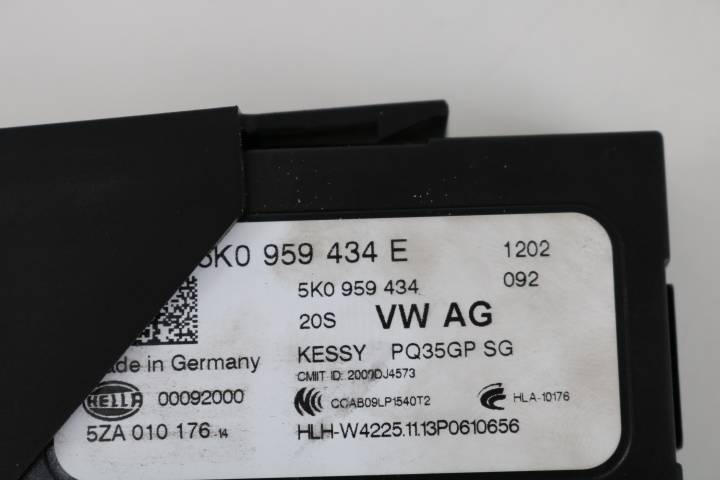 5K0 959 434 E 1202
5K0 959 434 092
20S VW AG
KESSY PQ35GP SG
ade in Germany
CMIIT ID: 2009DJ4573
HELLA 00092000 CCAB09LP1540T2 HLA-10176
5ZA 010 176 14 HLH-W4225.11.13P0610656